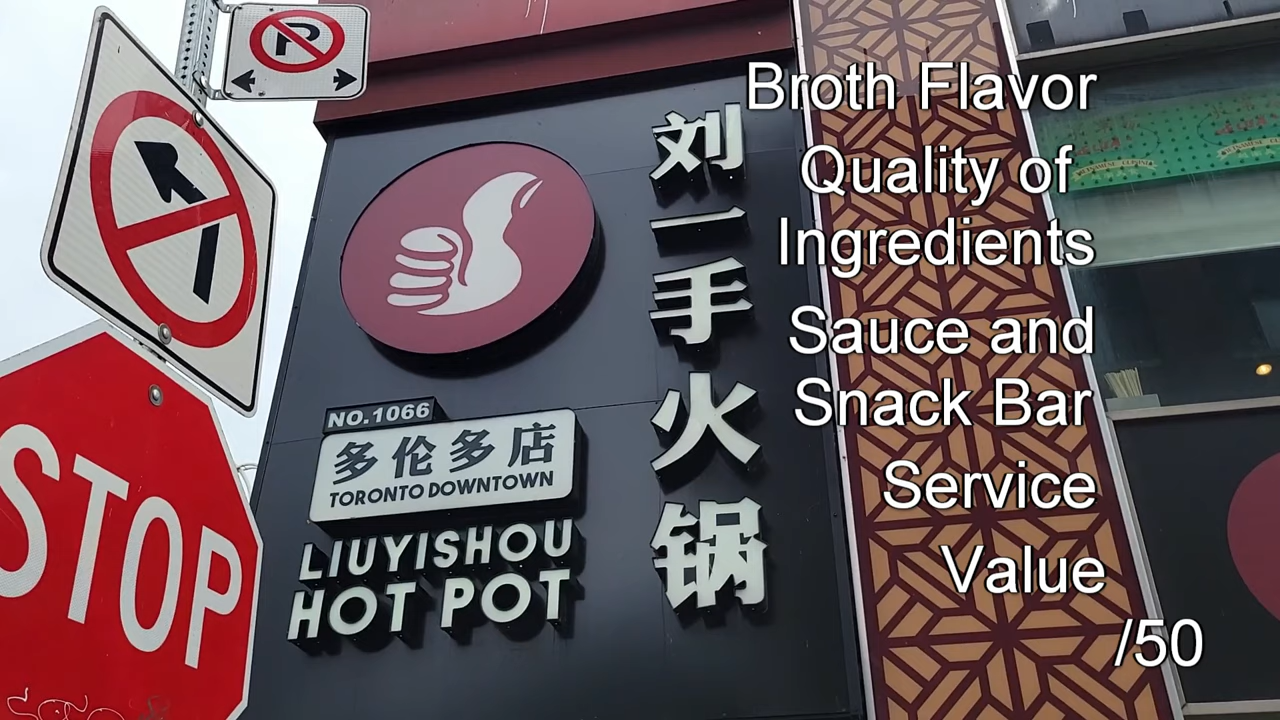 P
STOP
NO.1066
多伦多店
TORONTO DOWNTOWN
LIUYISHOU
HOT POT
刘一手火锅
Broth Flavor
Quality of
Ingredients
Sauce and
Snack Bar
Service
Value
/50